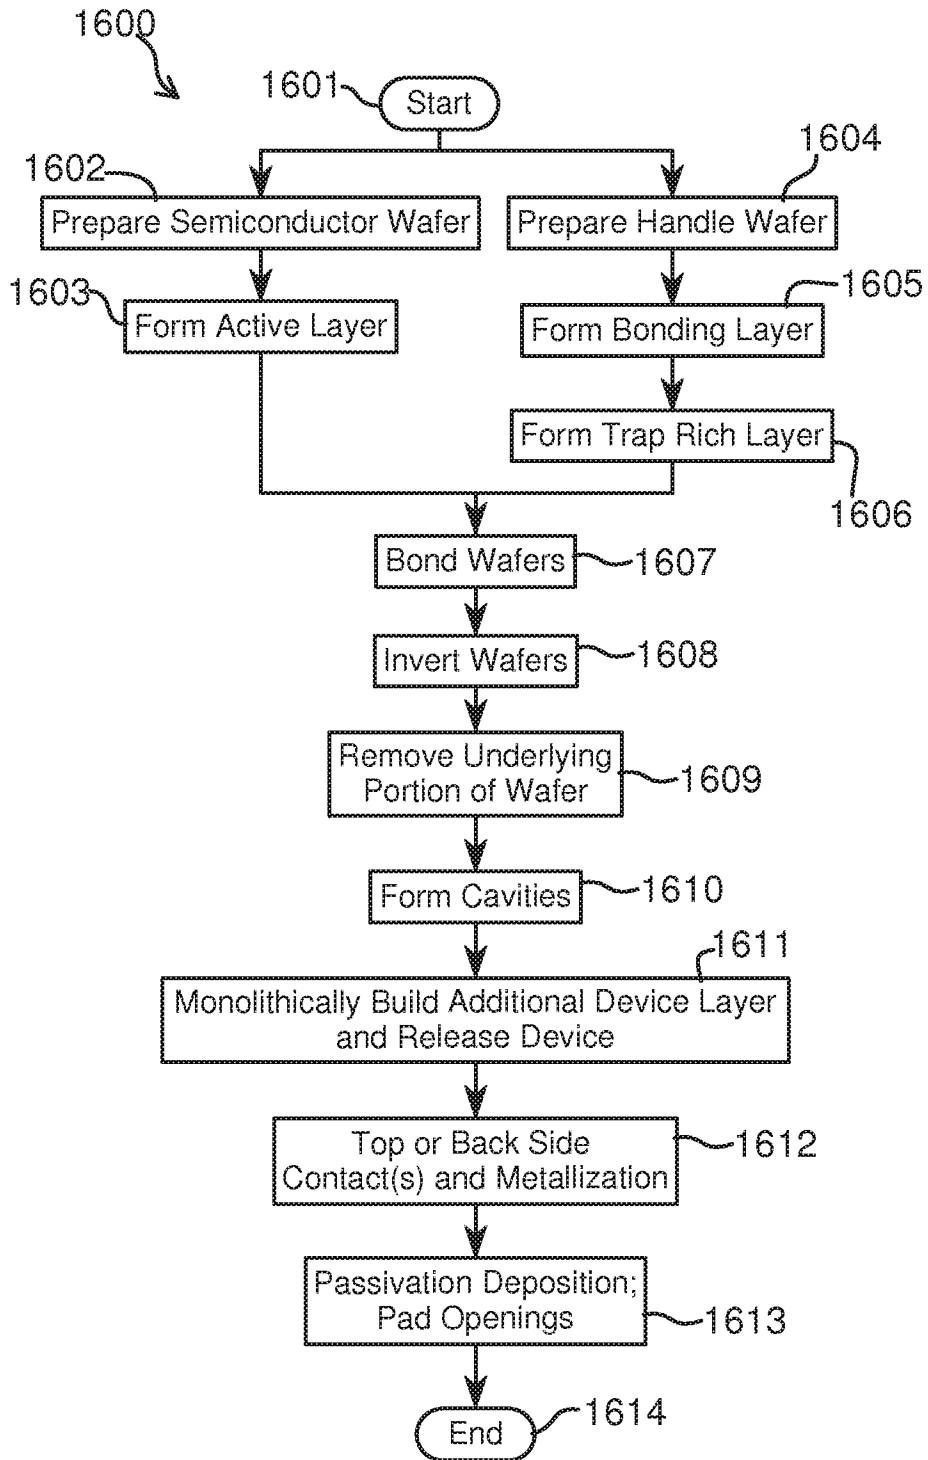 1600
1601
Start
1602
1604
Prepare Semiconductor Wafer
Prepare Handle Wafer
1603
1605
Form Active Layer
Form Bonding Layer
Form Trap Rich Layer
1606
Bond Wafers
1607
Invert Wafers
1608
Remove Underlying
Portion of Wafer
1609
Form Cavities
1610
1611
Monolithically Build Additional Device Layer
and Release Device
Top or Back Side
Contact(s) and Metallization
1612
Passivation Deposition;
Pad Openings
1613
End
1614